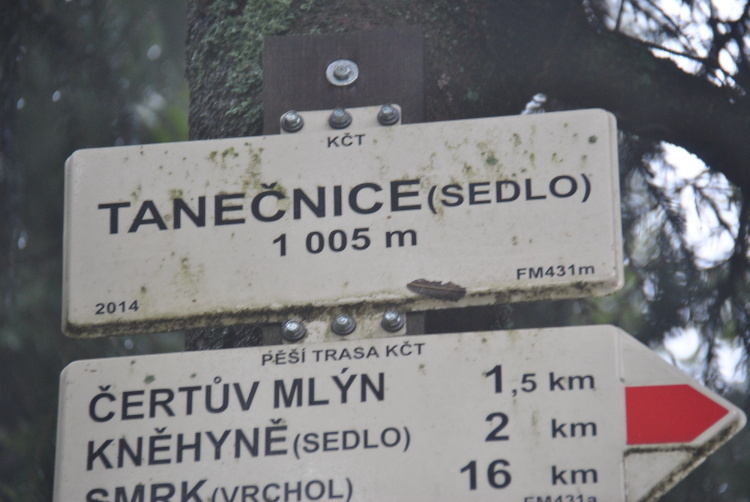 KČT
TANEČNICE(SEDLO)
1 005 m
2014 FM431m
PĚŠÍ TRASA KČT
ČERTŮV MLÝN 1,5 km
KNĚHYNĚ(SEDLO) 2 km
SMRK(VRCHOL) 16 km